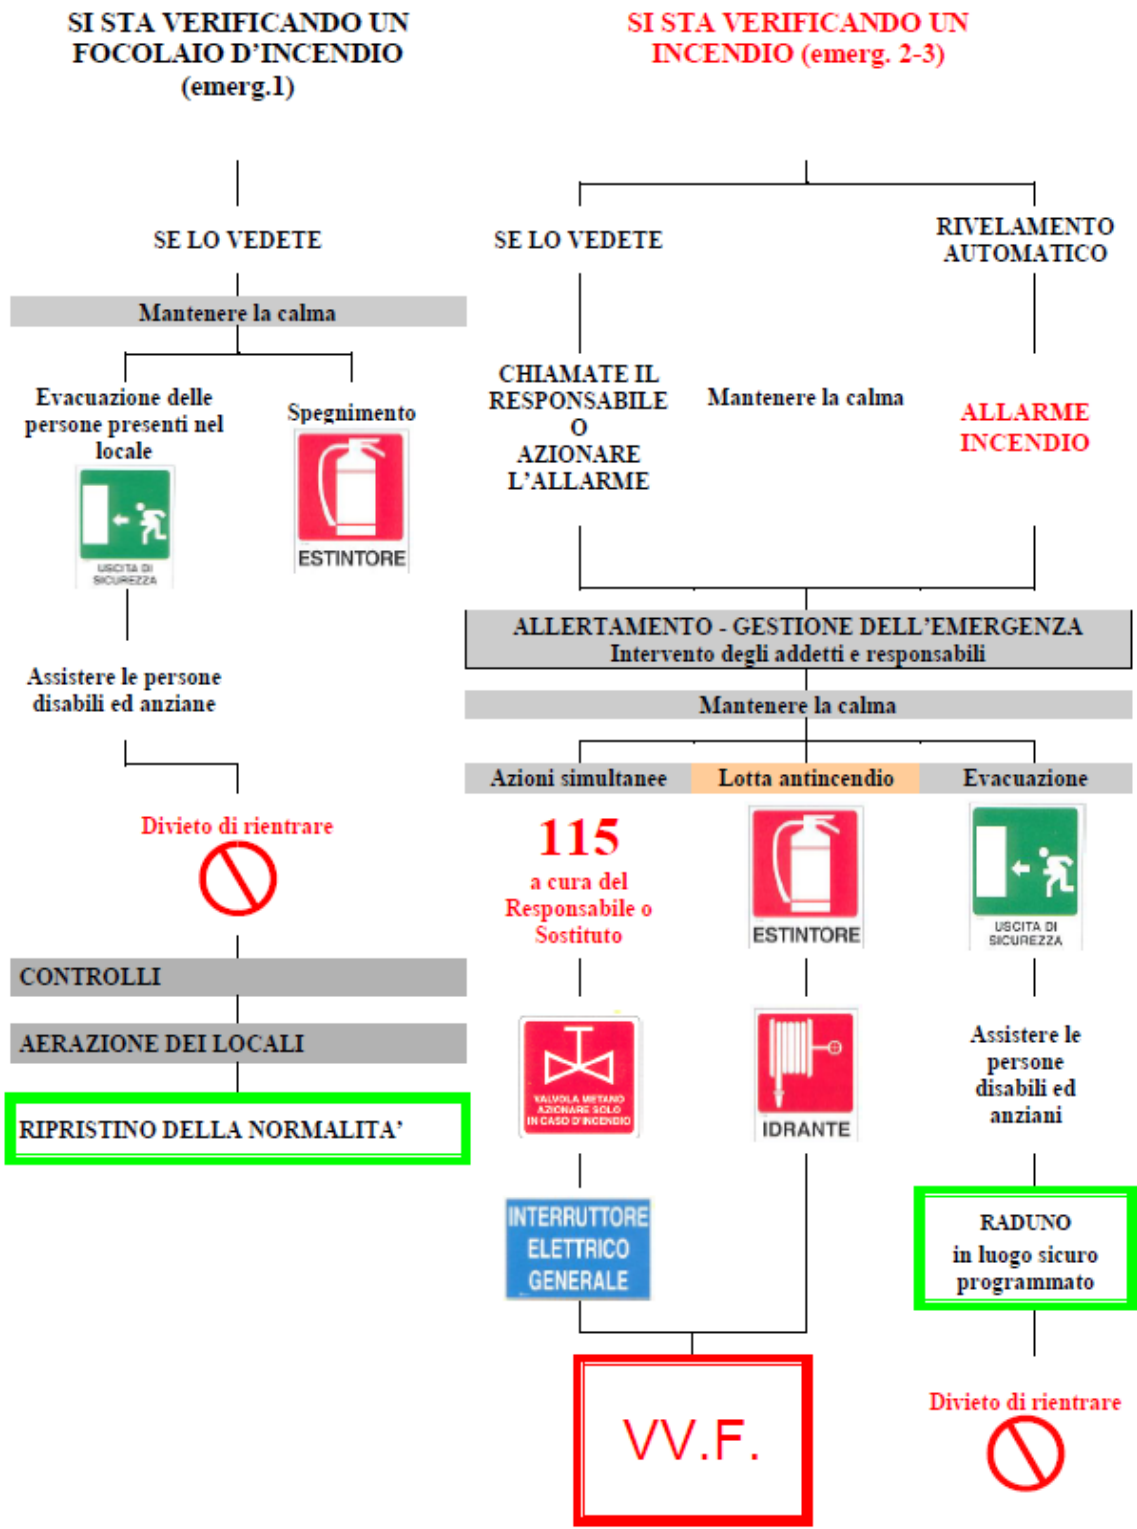 SI STA VERIFICANDO UN
FOCOLAIO D'INCENDIO
(emerg.1)
SE LO VEDETE
Mantenere la calma
Evacuazione delle
persone presenti nel
locale
USCITA DI
SICUREZZA
Spegnimento
ESTINTORE
Assistere le persone
disabili ed anziane
Divieto di rientrare
CONTROLLI
AERAZIONE DEI LOCALI
RIPRISTINO DELLA NORMALITA'
SI STA VERIFICANDO UN
INCENDIO (emerg. 2-3)
SE LO VEDETE
RIVELAMENTO
AUTOMATICO
CHIAMATE IL
RESPONSABILE
O
AZIONARE
L'ALLARME
Mantenere la calma
ALLARME
INCENDIO
ALLERTAMENTO - GESTIONE DELL'EMERGENZA
Intervento degli addetti e responsabili
Mantenere la calma
Azioni simultanee
115
a cura del
Responsabile o
Sostituto
VALVOLA METANO
AZIONARE SOLO
IN CASO D'INCENDIO
INTERRUTTORE
ELETTRICO
GENERALE
Lotta antincendio
ESTINTORE
IDRANTE
VV.F.
Evacuazione
USCITA DI
SICUREZZA
Assistere le
persone
disabili ed
anziani
RADUNO
in luogo sicuro
programmato
Divieto di rientrare